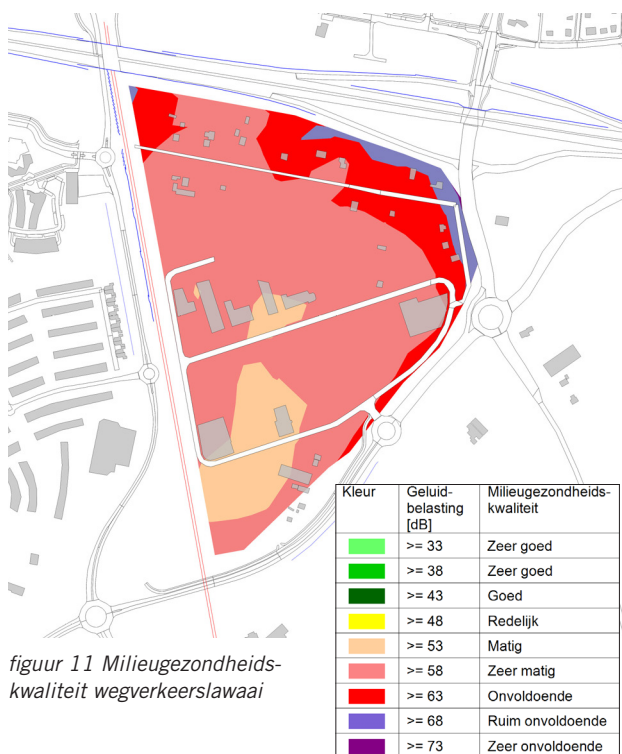 Kleur Geluid- Milieugezondheids-
belasting kwaliteit
[dB]
>= 33 Zeer goed
>= 38 Zeer goed
>= 43 Goed
>= 48 Redelijk
>= 53 Matig
>= 58 Zeer matig
>= 63 Onvoldoende
>= 68 Ruim onvoldoende
>= 73 Zeer onvoldoende
figuur 11 Milieugezondheids-
kwaliteit wegverkeerslawaai